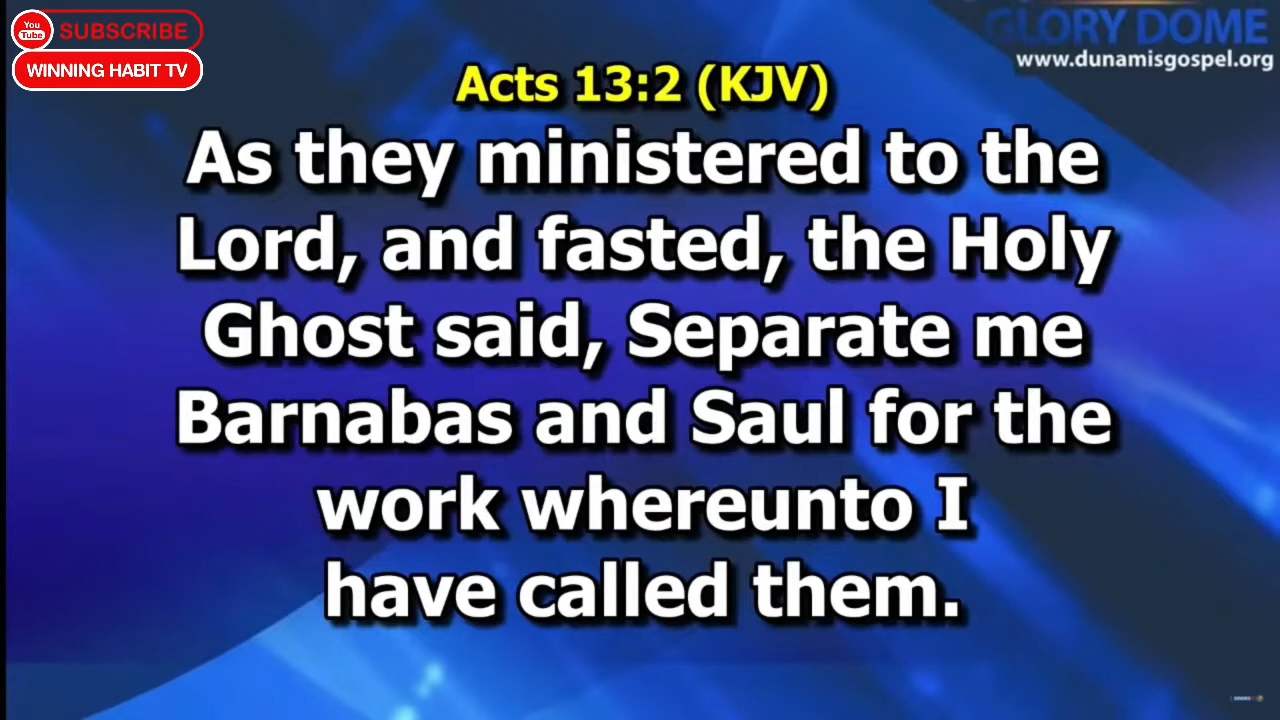 You
Tube
SUBSCRIBE
WINNING HABIT TV
GLORY DOME
www.dunamisgospel.org
Acts 13:2 (KJV)
As they ministered to the
Lord, and fasted, the Holy
Ghost said, Separate me
Barnabas and Saul for the
work whereunto I
have called them.